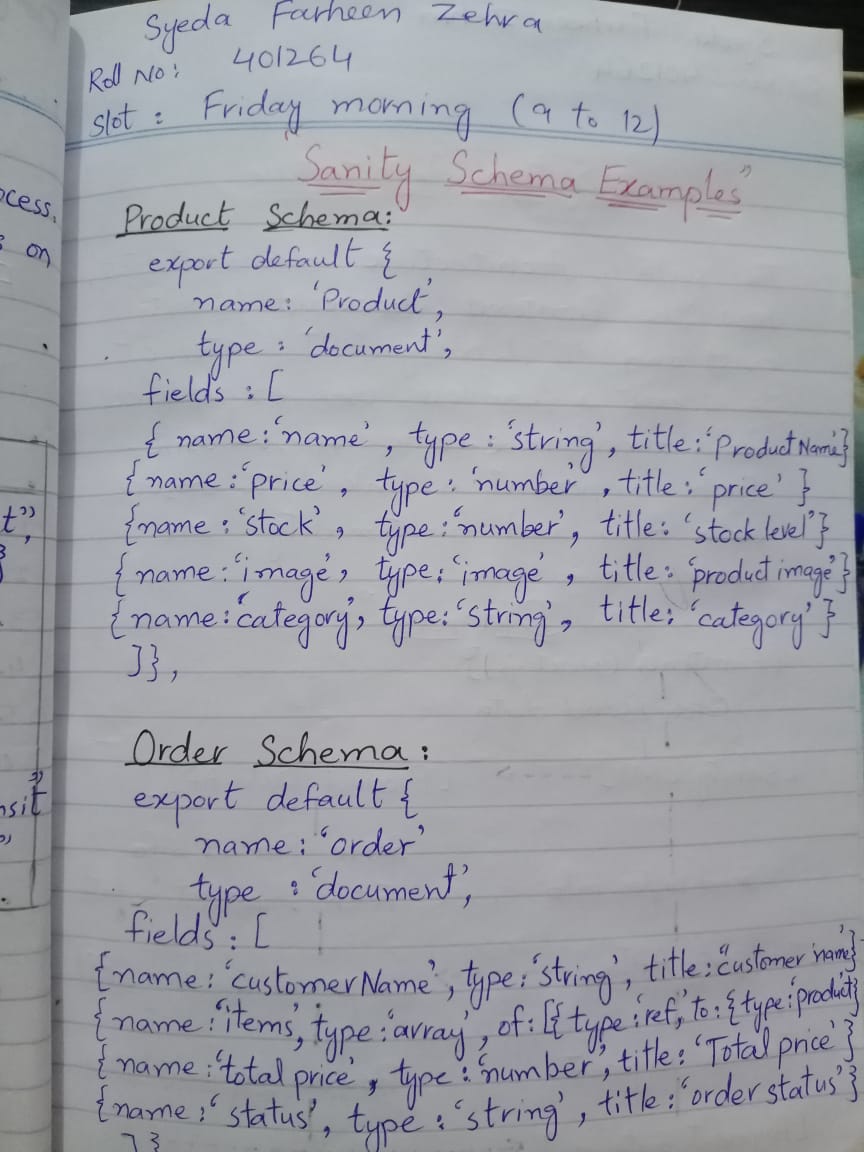 Syeda Farheen Zehra
Roll No: 401264
Slot: Friday morning (9 to 12)
Sanity Schema Examples"
Product Schema:
export default {
name: 'Product',
type: 'document',
fields: [
{ name: 'name', type: 'string', title: 'Product Name'}
{name: 'price', type: 'number', title: 'price' }
{name: 'stock', type: 'number', title: 'stock level'}
{ name: 'image', type: 'image', title: 'product image'}
{name: 'category', type: 'string', title: 'category' }
]},
Order Schema:
export default {
name: 'order'
type: 'document',
fields: [
{name: 'customerName', type: 'string', title: 'customer name'}
{name: 'items', type: 'array', of: [{type: 'ref,' to: {type: 'product'}
{name: 'total price', type: 'number', title: 'Total price'}
{name: 'status', type: 'string', title: 'order status'}
]}
ocess.
on
t",
nsit